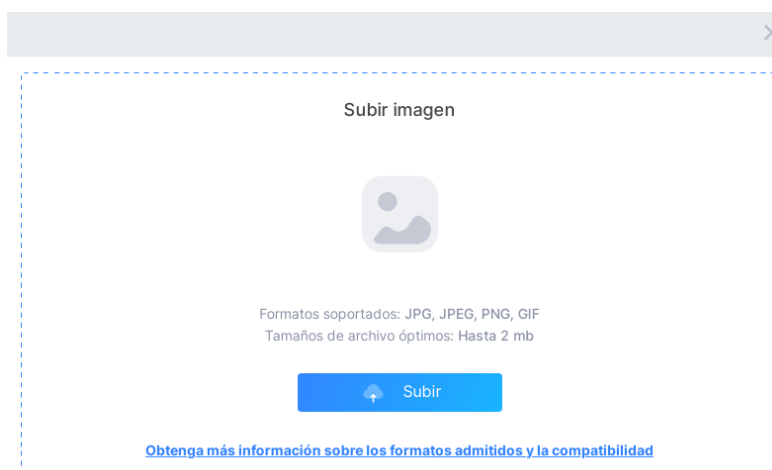 Subir imagen
Formatos soportados: JPG, JPEG, PNG, GIF
Tamaños de archivo óptimos: Hasta 2 mb
Subir
Obtenga más información sobre los formatos admitidos y la compatibilidad